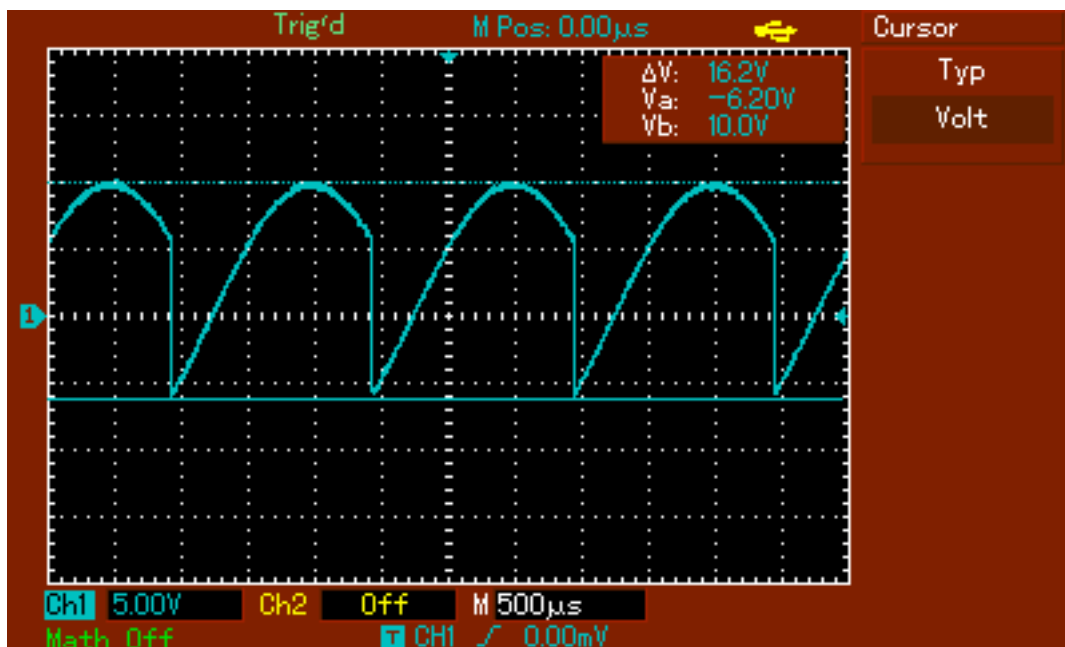 Trig'd M Pos: 0.00µs Cursor
ΔV: 16.2V
Va: -6.20V
Vb: 10.0V
Typ
Volt
1
Ch1 5.00V Ch2 Off M 500µs
Math Off T CH1 0.00mV